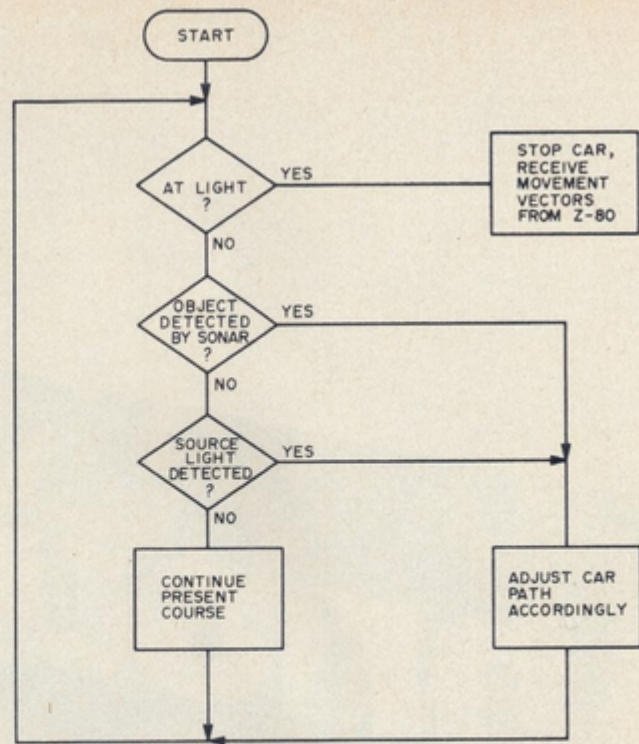 START
AT LIGHT
?
YES
STOP CAR,
RECEIVE
MOVEMENT
VECTORS
FROM Z-80
NO
OBJECT
DETECTED
BY SONAR
?
YES
NO
SOURCE
LIGHT
DETECTED
?
YES
NO
CONTINUE
PRESENT
COURSE
ADJUST CAR
PATH
ACCORDINGLY